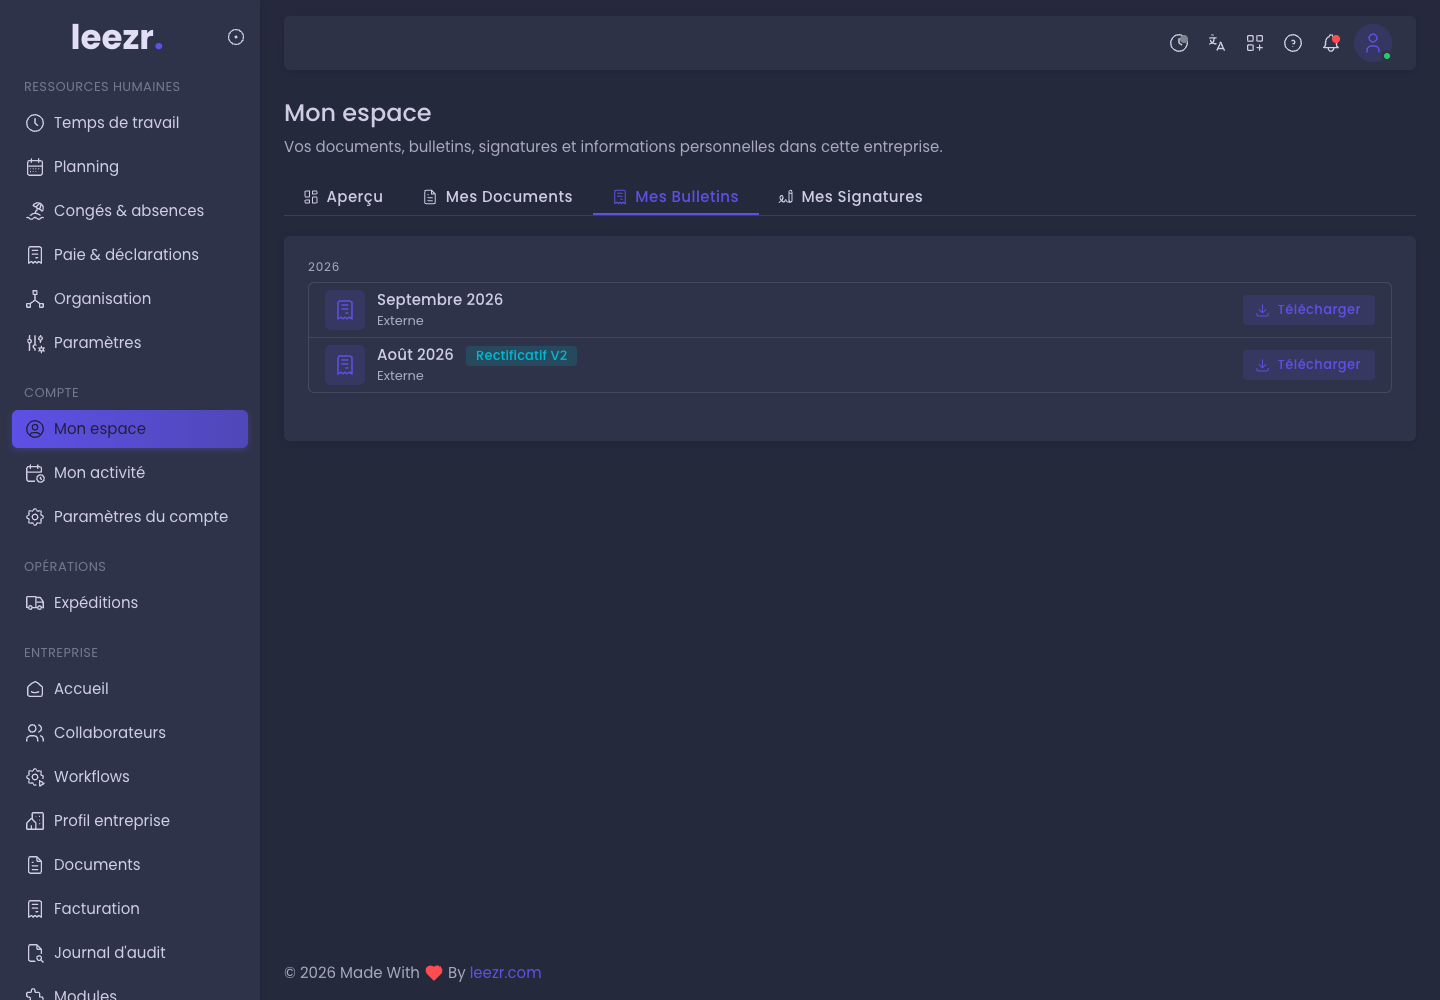 leezr.
RESSOURCES HUMAINES
Temps de travail
Planning
Congés & absences
Paie & déclarations
Organisation
Paramètres
COMPTE
Mon espace
Mon activité
Paramètres du compte
OPÉRATIONS
Expéditions
ENTREPRISE
Accueil
Collaborateurs
Workflows
Profil entreprise
Documents
Facturation
Journal d'audit
Modules
Mon espace
Vos documents, bulletins, signatures et informations personnelles dans cette entreprise.
Aperçu Mes Documents Mes Bulletins Mes Signatures
2026
Septembre 2026
Externe
Télécharger
Août 2026 Rectificatif V2
Externe
Télécharger
© 2026 Made With By leezr.com